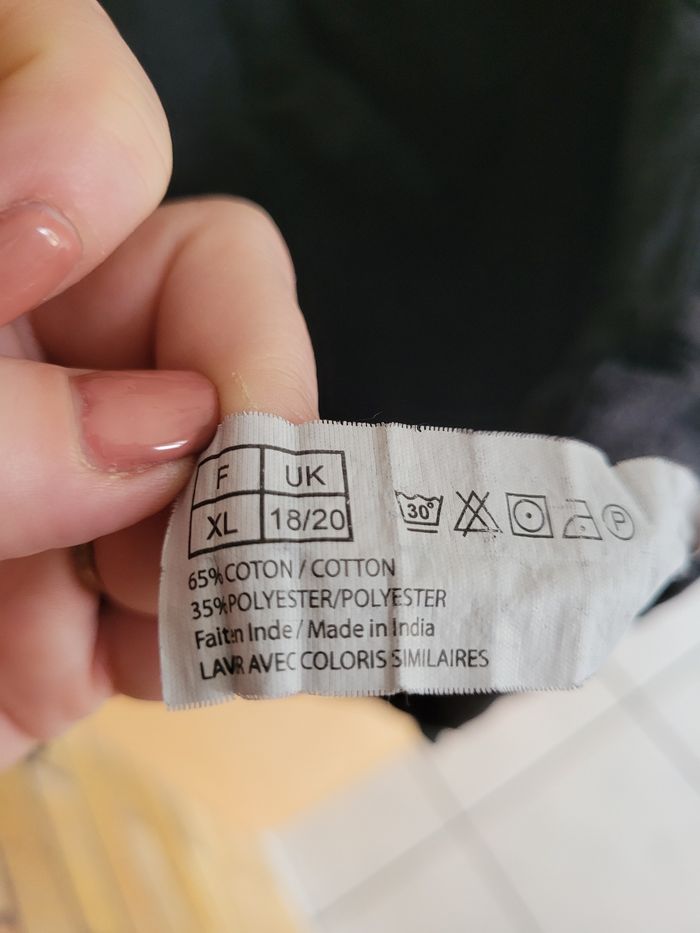 F UK
XL 18/20
30°
P
65% COTON / COTTON
35% POLYESTER/POLYESTER
Fait en Inde / Made in India
LAVER AVEC COLORIS SIMILAIRES